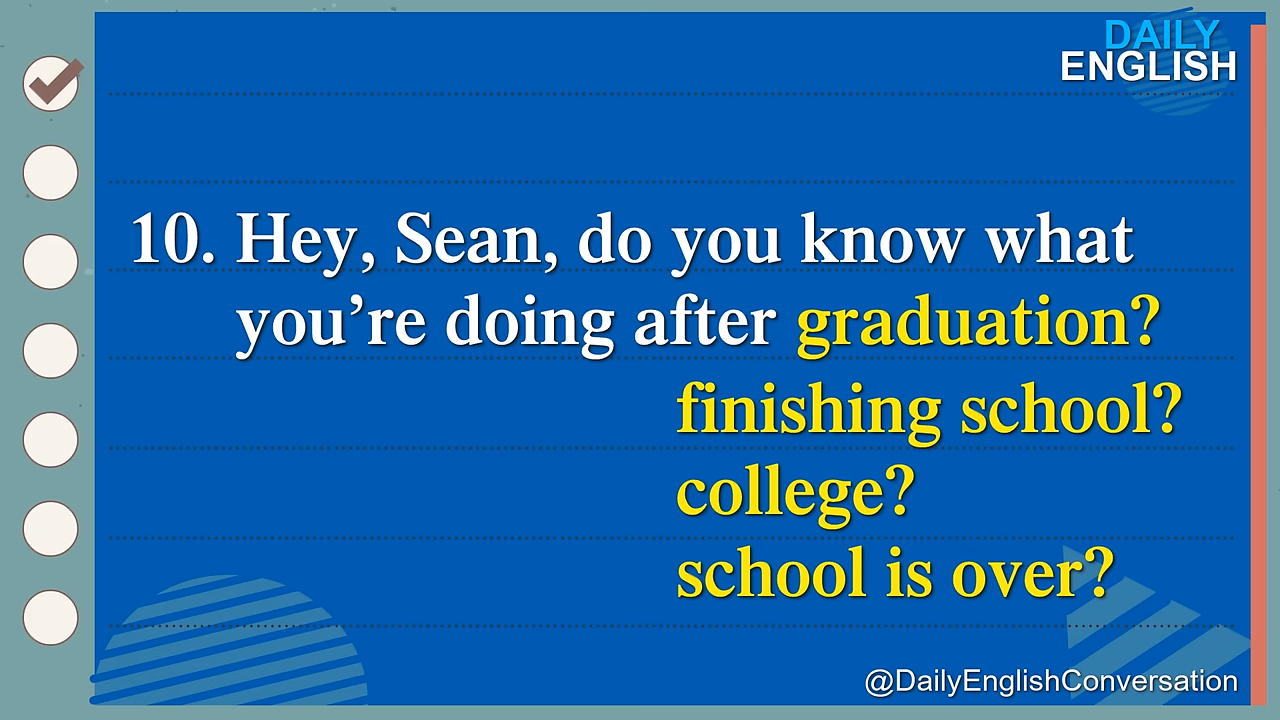 DAILY
ENGLISH
10. Hey, Sean, do you know what
you’re doing after graduation?
finishing school?
college?
school is over?
@DailyEnglishConversation